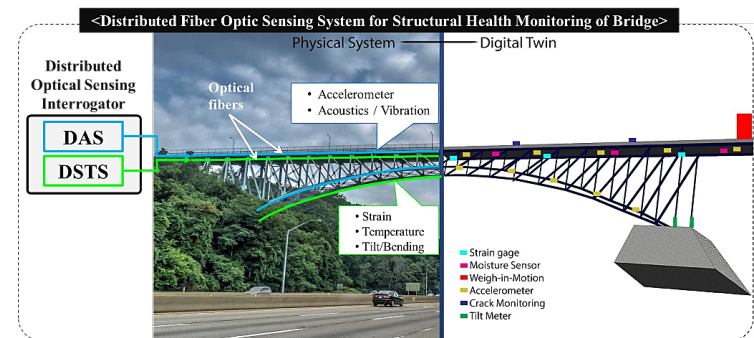 <Distributed Fiber Optic Sensing System for Structural Health Monitoring of Bridge>
Physical System
Digital Twin
Distributed
Optical Sensing
Interrogator
DAS
DSTS
Optical
fibers
• Accelerometer
• Acoustics / Vibration
• Strain
• Temperature
• Tilt/Bending
Strain gage
Moisture Sensor
Weigh-in-Motion
Accelerometer
Crack Monitoring
Tilt Meter